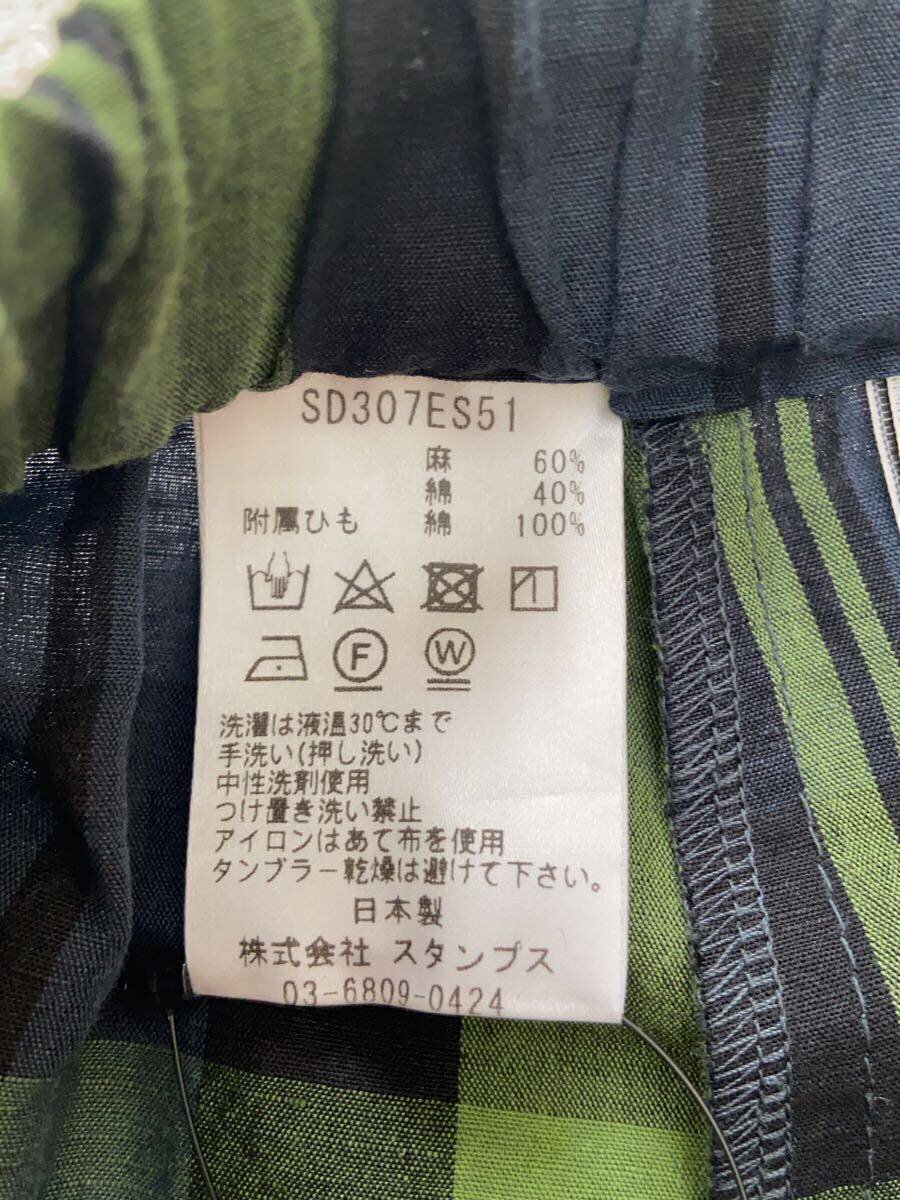 SD307ES51
麻 60%
綿 40%
附属ひも 綿 100%
F W
洗濯は液温30℃まで
手洗い(押し洗い)
中性洗剤使用
つけ置き洗い禁止
アイロンはあて布を使用
タンブラー乾燥は避けて下さい。
日本製
株式会社 スタンプス
03-6809-0424